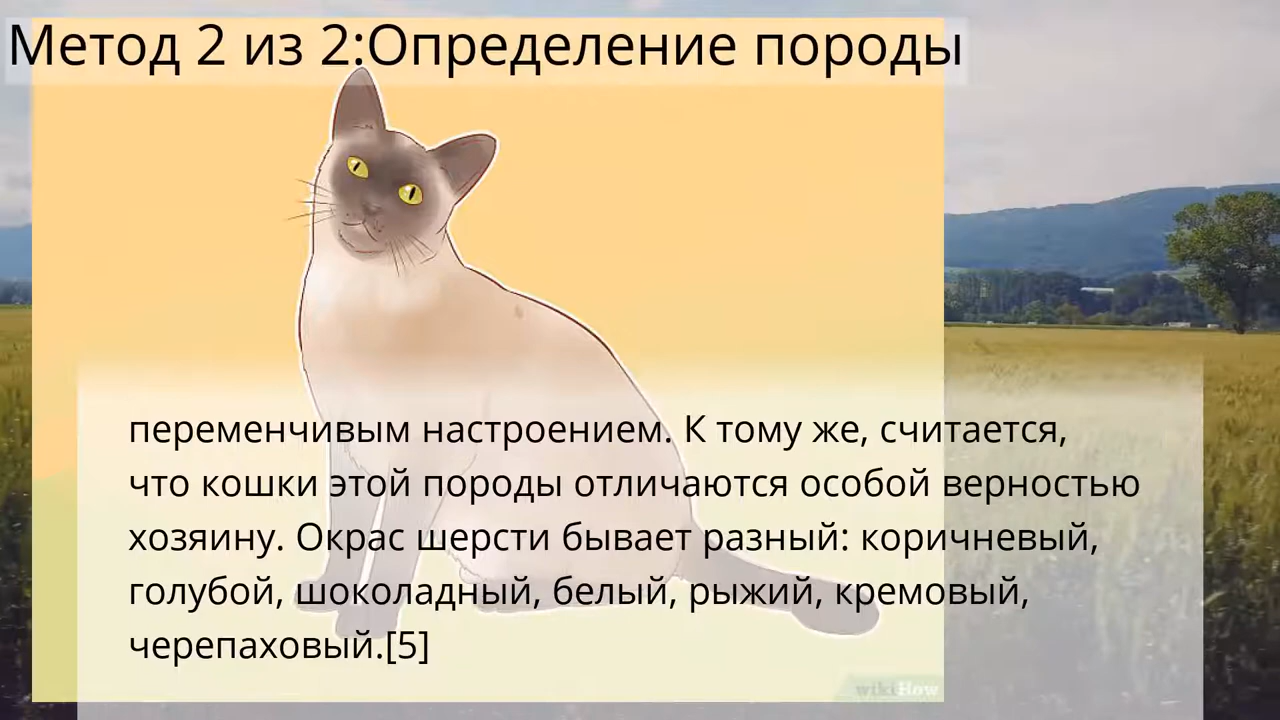 Метод 2 из 2:Определение породы
переменчивым настроением. К тому же, считается,
что кошки этой породы отличаются особой верностью
хозяину. Окрас шерсти бывает разный: коричневый,
голубой, шоколадный, белый, рыжий, кремовый,
черепаховый.[5]
wikiHow